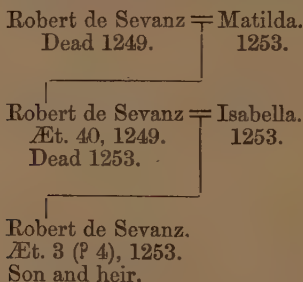 Robert de Sevanz = Matilda.
Dead 1249. 1253.
Robert de Sevanz = Isabella.
Æt. 40, 1249. 1253.
Dead 1253.
Robert de Sevanz.
Æt. 3 (? 4), 1253.
Son and heir.